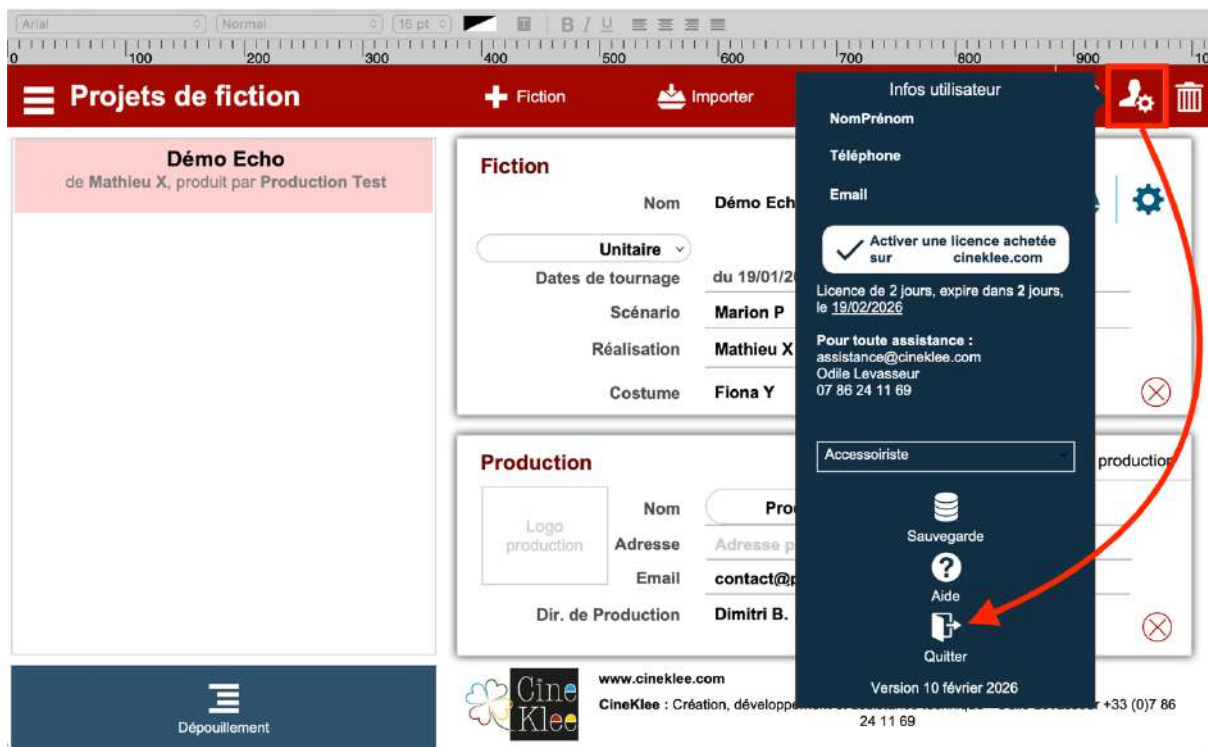 Arial Normal 16 pt B I U
0 100 200 300 400 500 600 700 800 900
Projets de fiction
Fiction
Importer
Démo Echo
de Mathieu X, produit par Production Test
Fiction
Nom Démo Ech
Unitaire
Dates de tournage du 19/01/2
Scénario Marion P
Réalisation Mathieu X
Costume Fiona Y
Production
production
Logo
production
Nom Pro
Adresse Adresse p
Email contact@p
Dir. de Production Dimitri B.
Infos utilisateur
NomPrénom
Téléphone
Email
Activer une licence achetée
sur cineklee.com
Licence de 2 jours, expire dans 2 jours,
le 19/02/2026
Pour toute assistance :
assistance@cineklee.com
Odile Levasseur
07 86 24 11 69
Accessoiriste
Sauvegarde
Aide
Quitter
Version 10 février 2026
Dépouillement
Cine
Klee
www.cineklee.com
CineKlee : Création, développe
+33 (0)7 86
24 11 69